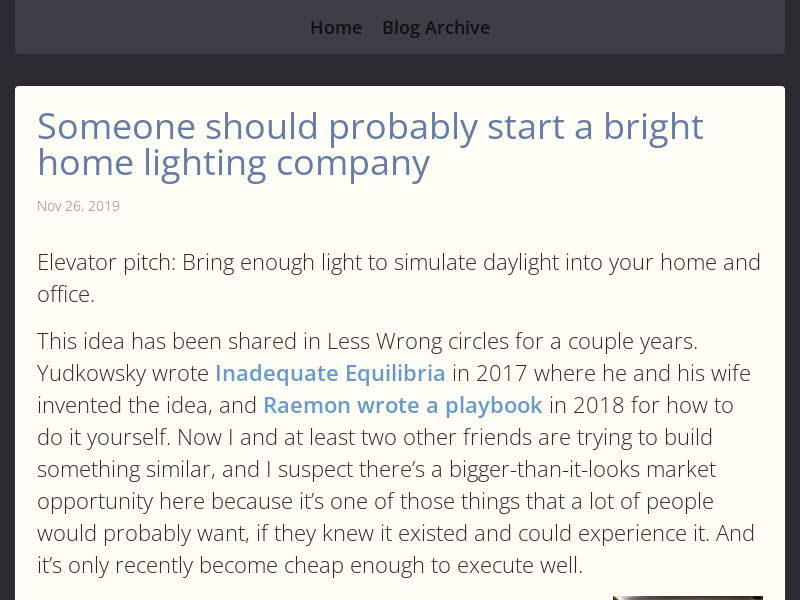 Home Blog Archive
Someone should probably start a bright
home lighting company
Nov 26, 2019
Elevator pitch: Bring enough light to simulate daylight into your home and
office.
This idea has been shared in Less Wrong circles for a couple years.
Yudkowsky wrote Inadequate Equilibria in 2017 where he and his wife
invented the idea, and Raemon wrote a playbook in 2018 for how to
do it yourself. Now I and at least two other friends are trying to build
something similar, and I suspect there’s a bigger-than-it-looks market
opportunity here because it’s one of those things that a lot of people
would probably want, if they knew it existed and could experience it. And
it’s only recently become cheap enough to execute well.